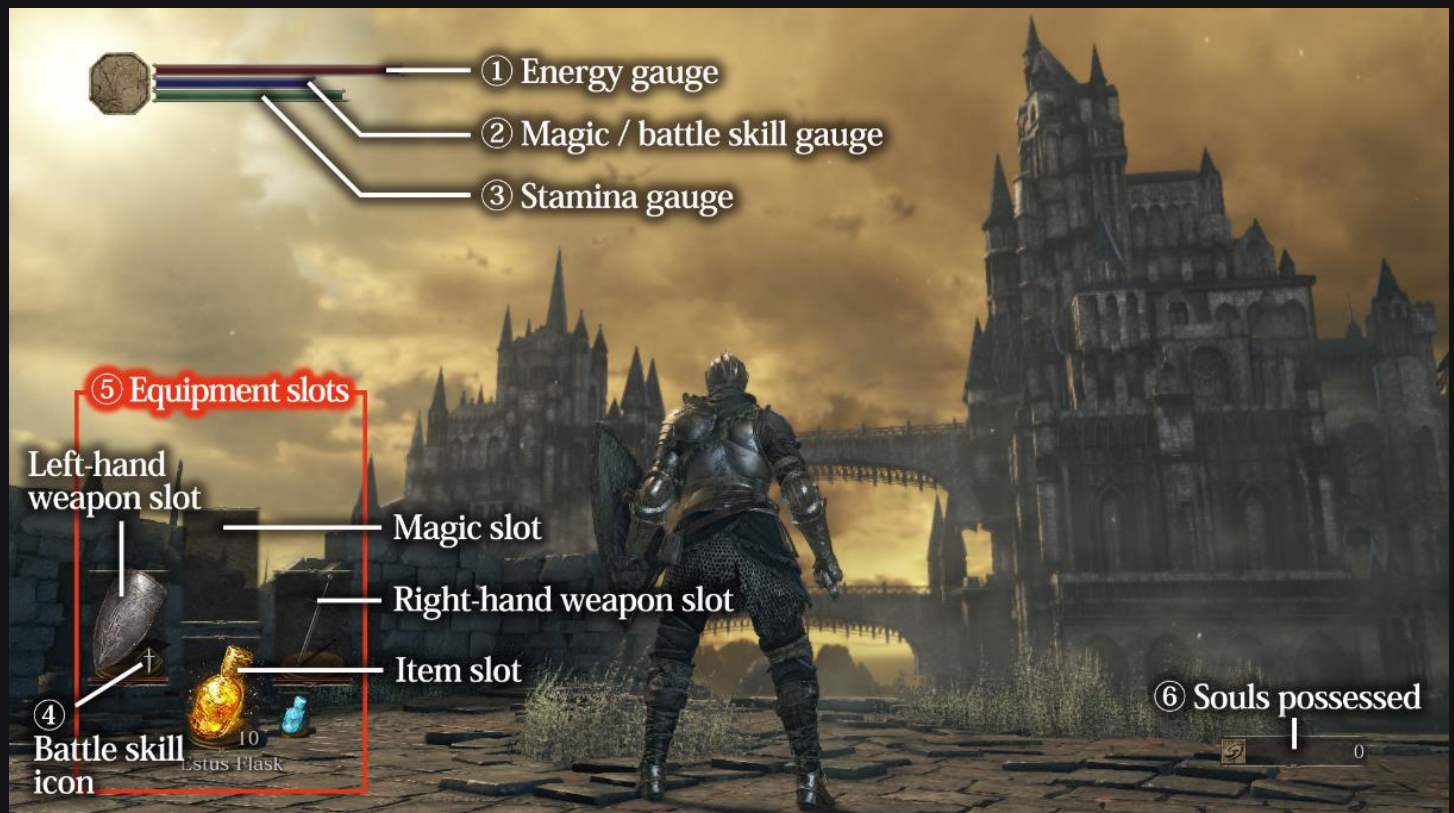 ① Energy gauge
② Magic / battle skill gauge
③ Stamina gauge
⑤ Equipment slots
Left-hand
weapon slot
Magic slot
Right-hand weapon slot
Item slot
④
Battle skill
icon
10
Estus Flask
⑥ Souls possessed
0